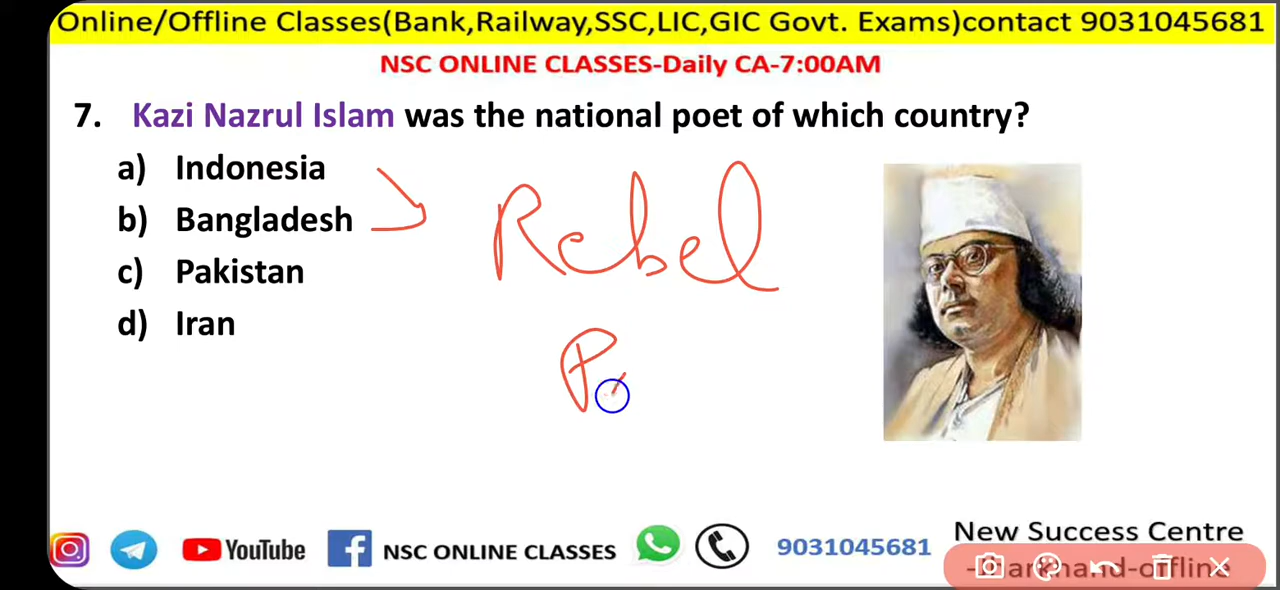 Online/Offline Classes(Bank,Railway,SSC,LIC,GIC Govt. Exams)contact 9031045681
NSC ONLINE CLASSES-Daily CA-7:00AM
7. Kazi Nazrul Islam was the national poet of which country?
a) Indonesia
b) Bangladesh
c) Pakistan
d) Iran
Rebel
P
YouTube
NSC ONLINE CLASSES
9031045681
New Success Centre
-offline